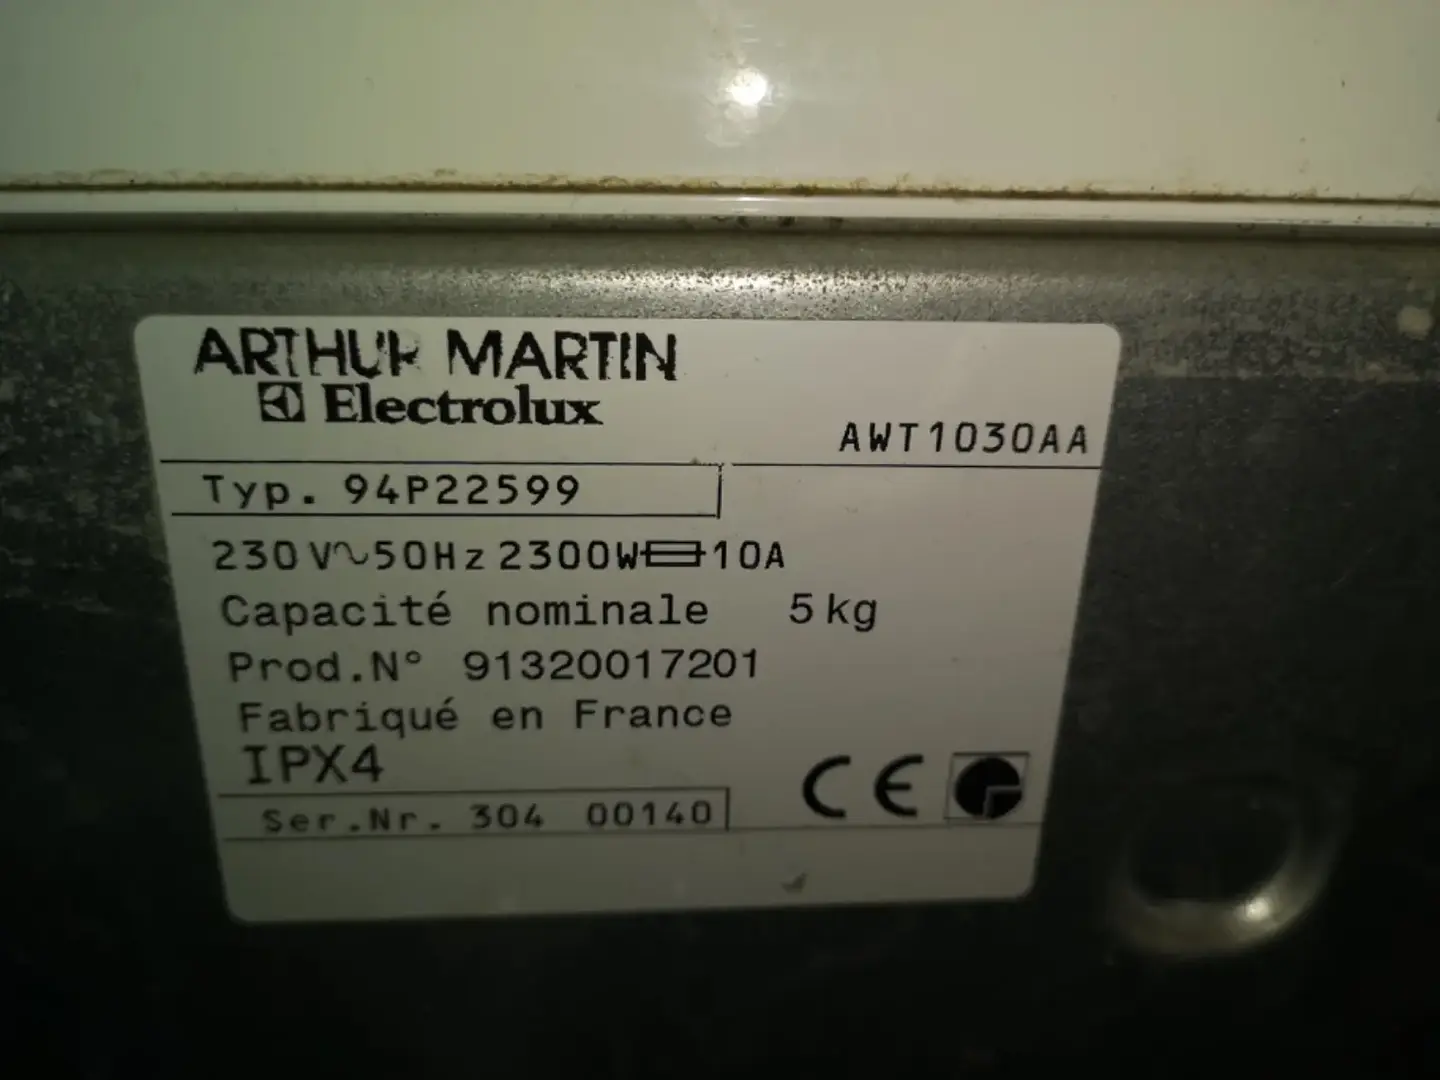 ARTHUR MARTIN
Electrolux
AWT1030AA
Typ. 94P22599
230V~50Hz 2300W 10A
Capacité nominale 5kg
Prod.N° 91320017201
Fabriqué en France
IPX4
CE
Ser.Nr. 304 00140